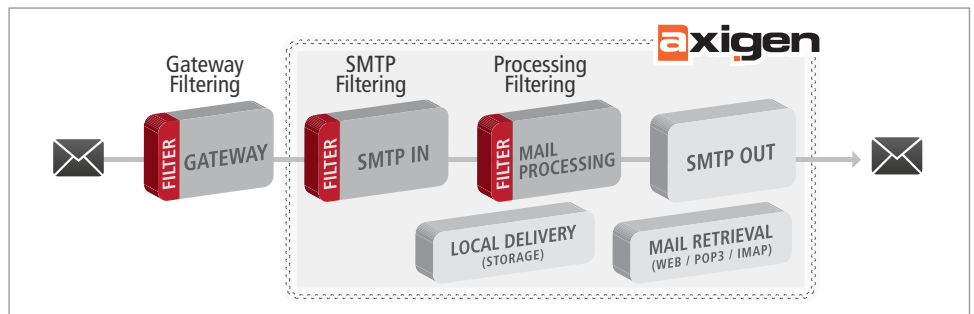 axigen
Gateway
Filtering
SMTP
Filtering
Processing
Filtering
FILTER
GATEWAY
FILTER
SMTP IN
FILTER
MAIL
PROCESSING
SMTP OUT
LOCAL DELIVERY
(STORAGE)
MAIL RETRIEVAL
(WEB / POP3 / IMAP)